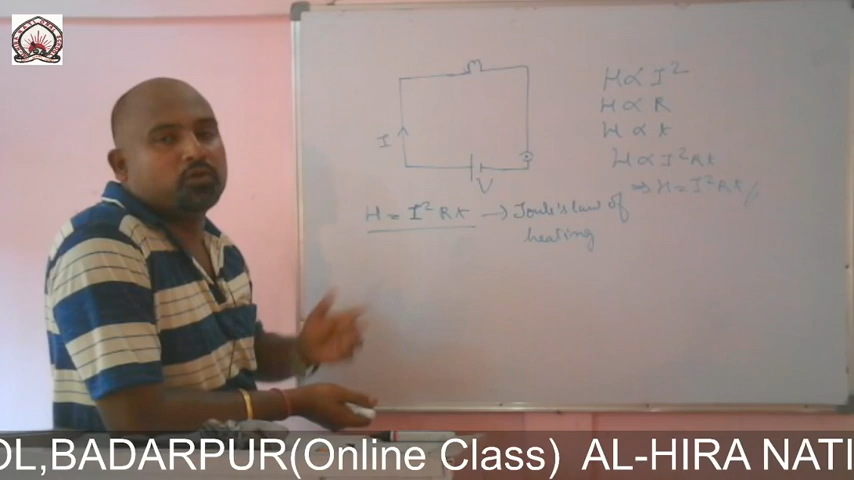 H ∝ I²
H ∝ R
H ∝ t
H ∝ I²Rt
⇒ H = I²Rt //
I
V
H = I²Rt → Joule's law of
heating
OL,BADARPUR(Online Class) AL-HIRA NATI